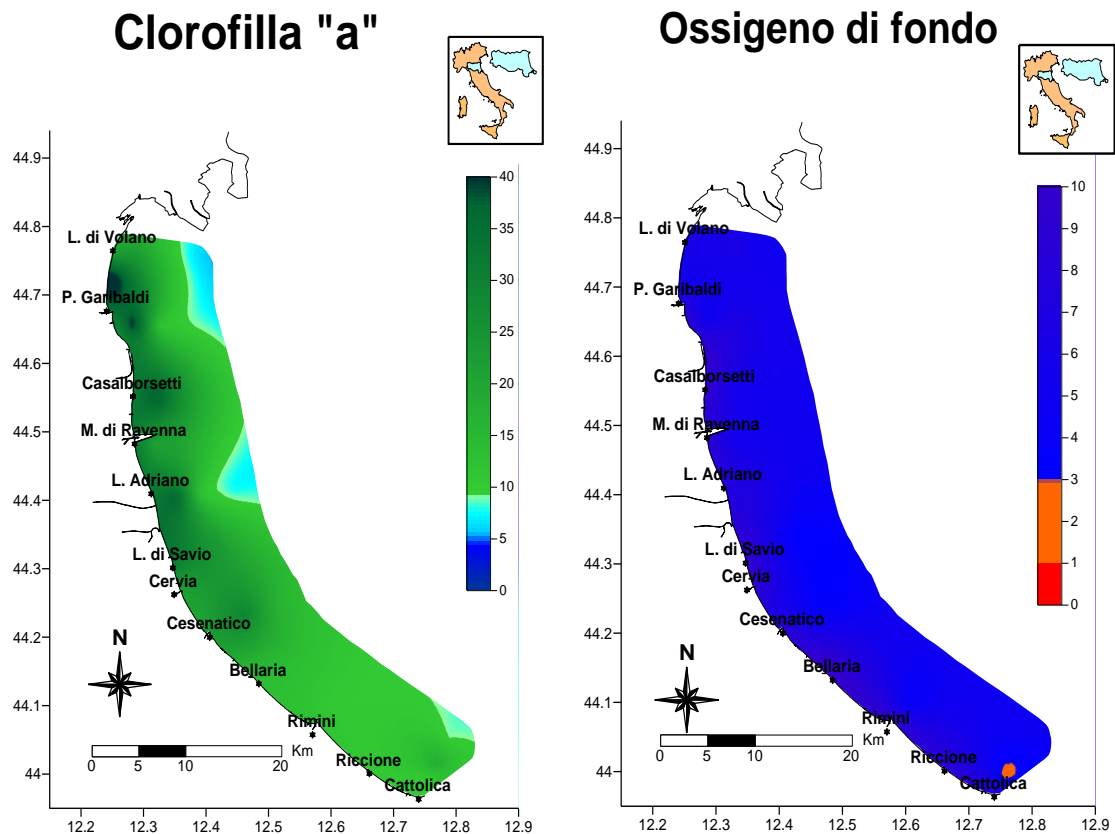 Clorofilla "a"
44.9
44.8
44.7
44.6
44.5
44.4
44.3
44.2
44.1
44
L. di Volano
P. Garibaldi
Casalborsetti
M. di Ravenna
L. Adriano
L. di Savio
Cervia
Cesenatico
Bellaria
Rimini
Riccione
Cattolica
N
0 5 10 20 Km
12.2 12.3 12.4 12.5 12.6 12.7 12.8 12.9
40
35
30
25
20
15
10
5
0
Ossigeno di fondo
44.9
44.8
44.7
44.6
44.5
44.4
44.3
44.2
44.1
44
L. di Volano
P. Garibaldi
Casalborsetti
M. di Ravenna
L. Adriano
L. di Savio
Cervia
Cesenatico
Bellaria
Rimini
Riccione
Cattolica
N
0 5 10 20 Km
12.2 12.3 12.4 12.5 12.6 12.7 12.8 12.9
10
9
8
7
6
5
4
3
2
1
0